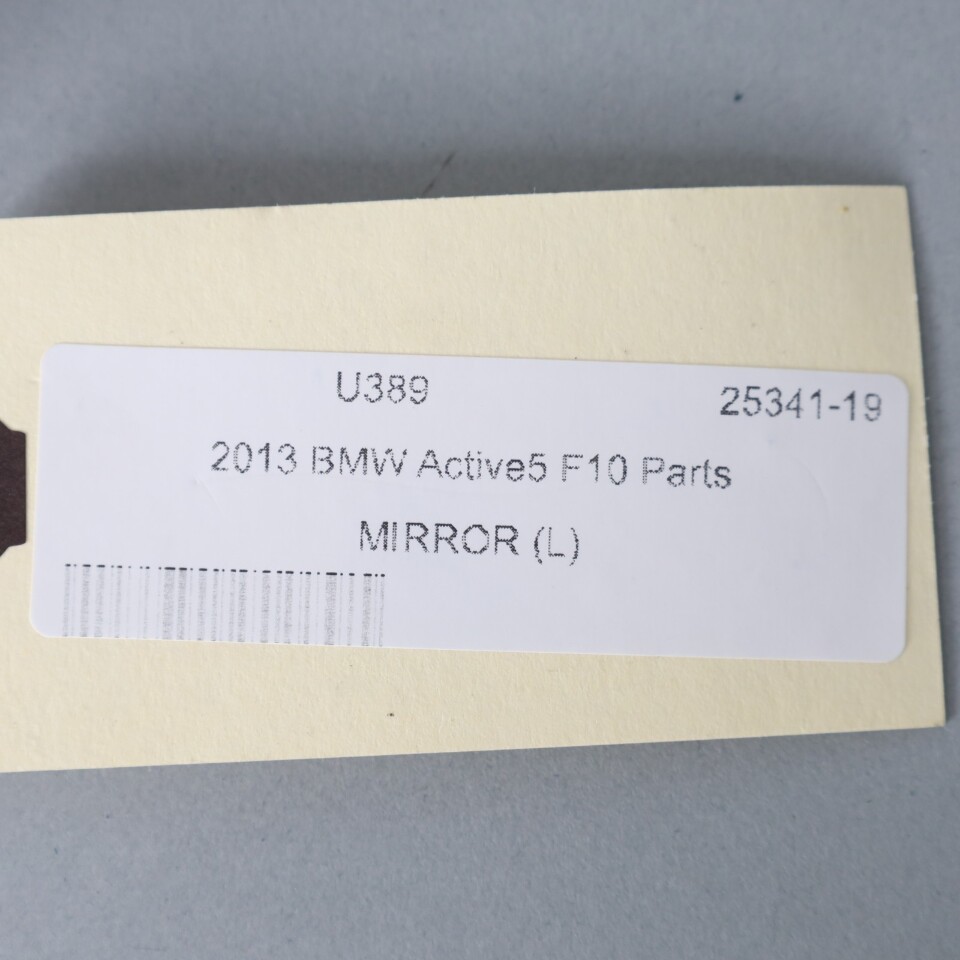 U389 25341-19
2013 BMW Active5 F10 Parts
MIRROR (L)